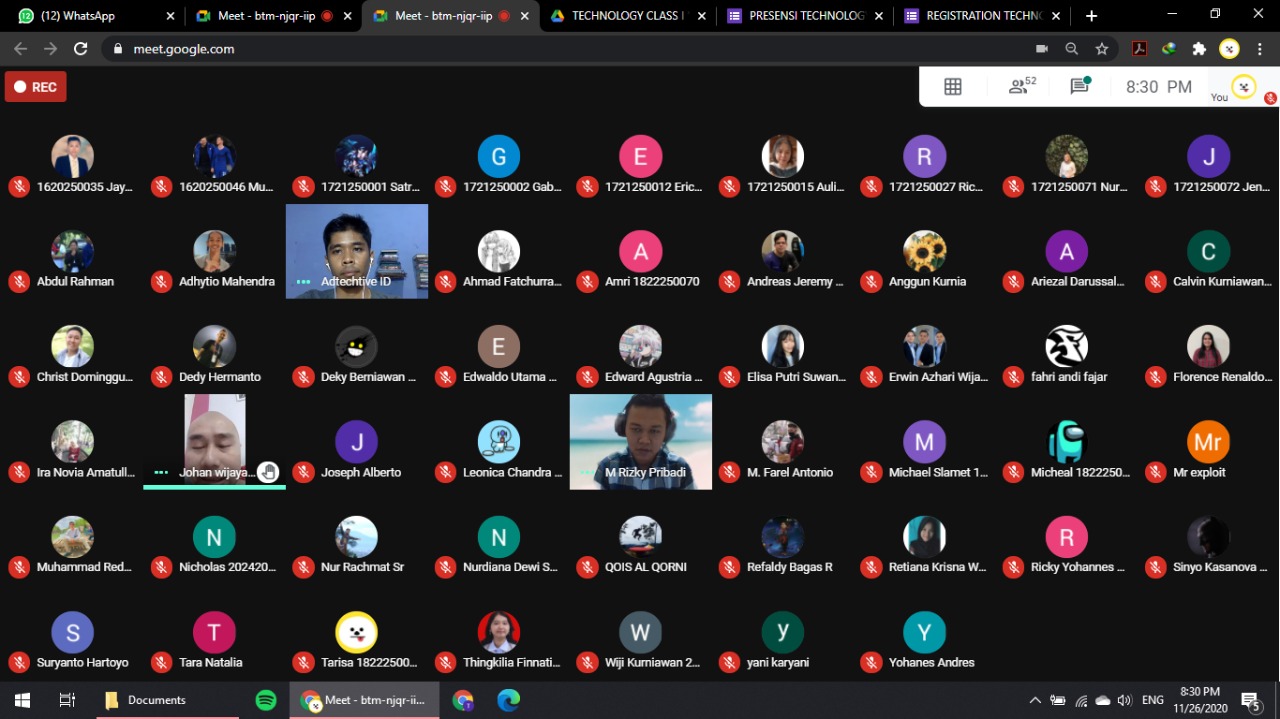 (12) WhatsApp
Meet - btm-njqr-iip
Meet - btm-njqr-iip
TECHNOLOGY CLASS I
PRESENSI TECHNOLOG
REGISTRATION TECHN
meet.google.com
REC
52
8:30 PM
You
G E R J
1620250035 Jay... 1620250046 Mu... 1721250001 Satr... 1721250002 Gab... 1721250012 Eric... 1721250015 Auli... 1721250027 Ric... 1721250071 Nur... 1721250072 Jen...
A A C
Abdul Rahman Adhytio Mahendra Adtechtive ID Ahmad Fatchurra... Amri 1822250070 Andreas Jeremy ... Anggun Kurnia Ariezal Darussal... Calvin Kurniawan...
E
Christ Dominggu... Dedy Hermanto Deky Berniawan ... Edwaldo Utama ... Edward Agustria ... Elisa Putri Suwan... Erwin Azhari Wija... fahri andi fajar Florence Renaldo...
J M Mr
Ira Novia Amatull... Johan wijaya... Joseph Alberto Leonica Chandra ... M Rizky Pribadi M. Farel Antonio Michael Slamet 1... Micheal 1822250... Mr exploit
N N R
Muhammad Red... Nicholas 202420... Nur Rachmat Sr Nurdiana Dewi S... QOIS AL QORNI Refaldy Bagas R Retiana Krisna W... Ricky Yohannes ... Sinyo Kasanova ...
S T W y Y
Suryanto Hartoyo Tara Natalia Tarisa 18222500... Thingkilia Finnati... Wiji Kurniawan 2... yani karyani Yohanes Andres
Documents
Meet - btm-njqr-ii...
ENG
8:30 PM
11/26/2020
5